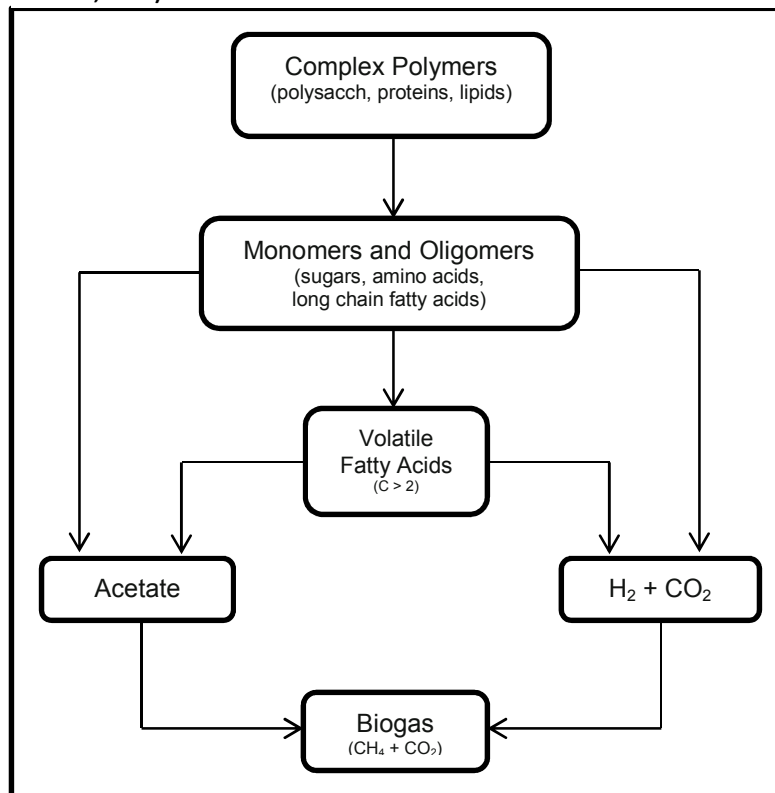 Complex Polymers
(polysacch, proteins, lipids)
Monomers and Oligomers
(sugars, amino acids,
long chain fatty acids)
Volatile
Fatty Acids
(C > 2)
Acetate
H₂ + CO₂
Biogas
(CH₄ + CO₂)